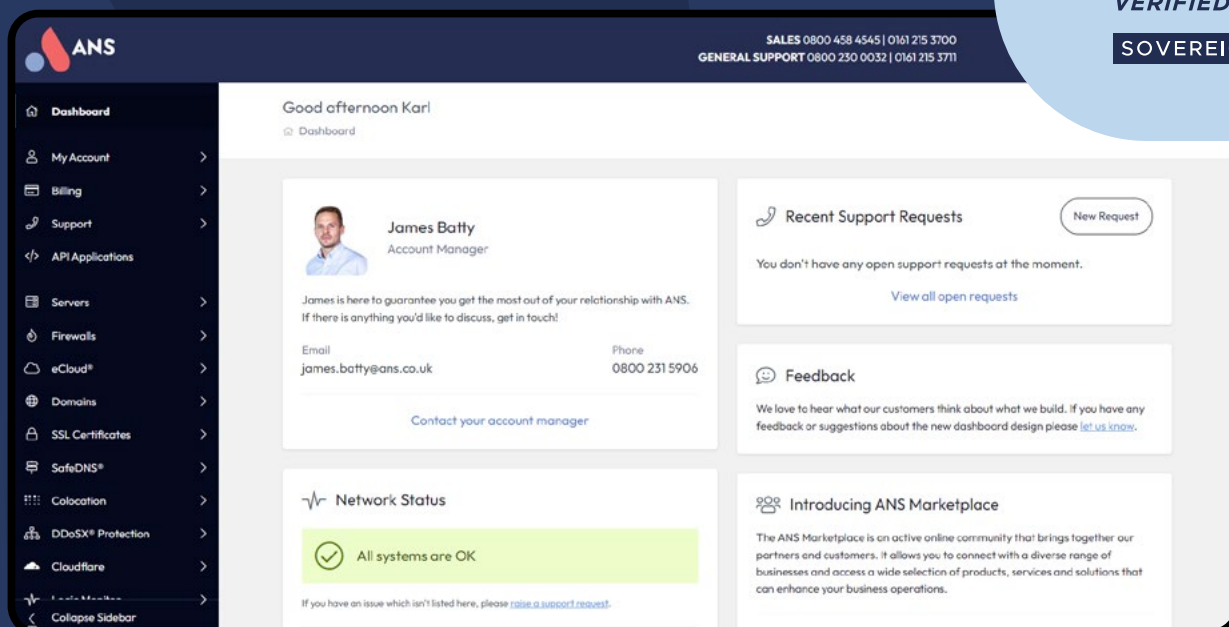 VERIFIED
SOVEREI
ANS
SALES 0800 458 4545 | 0161 215 3700
GENERAL SUPPORT 0800 230 0032 | 0161 215 3711
Dashboard
My Account
Billing
Support
API Applications
Servers
Firewalls
eCloud®
Domains
SSL Certificates
SafeDNS®
Colocation
DDoSX® Protection
Cloudflare
Collapse Sidebar
Good afternoon Karl
Dashboard
James Batty
Account Manager
James is here to guarantee you get the most out of your relationship with ANS.
If there is anything you'd like to discuss, get in touch!
Email
Phone
james.batty@ans.co.uk
0800 231 5906
Contact your account manager
Network Status
All systems are OK
If you have an issue which isn't listed here, please raise a support request.
Recent Support Requests
New Request
You don't have any open support requests at the moment.
View all open requests
Feedback
We love to hear what our customers think about what we build. If you have any
feedback or suggestions about the new dashboard design please let us know.
Introducing ANS Marketplace
The ANS Marketplace is an active online community that brings together our
partners and customers. It allows you to connect with a diverse range of
businesses and access a wide selection of products, services and solutions that
can enhance your business operations.